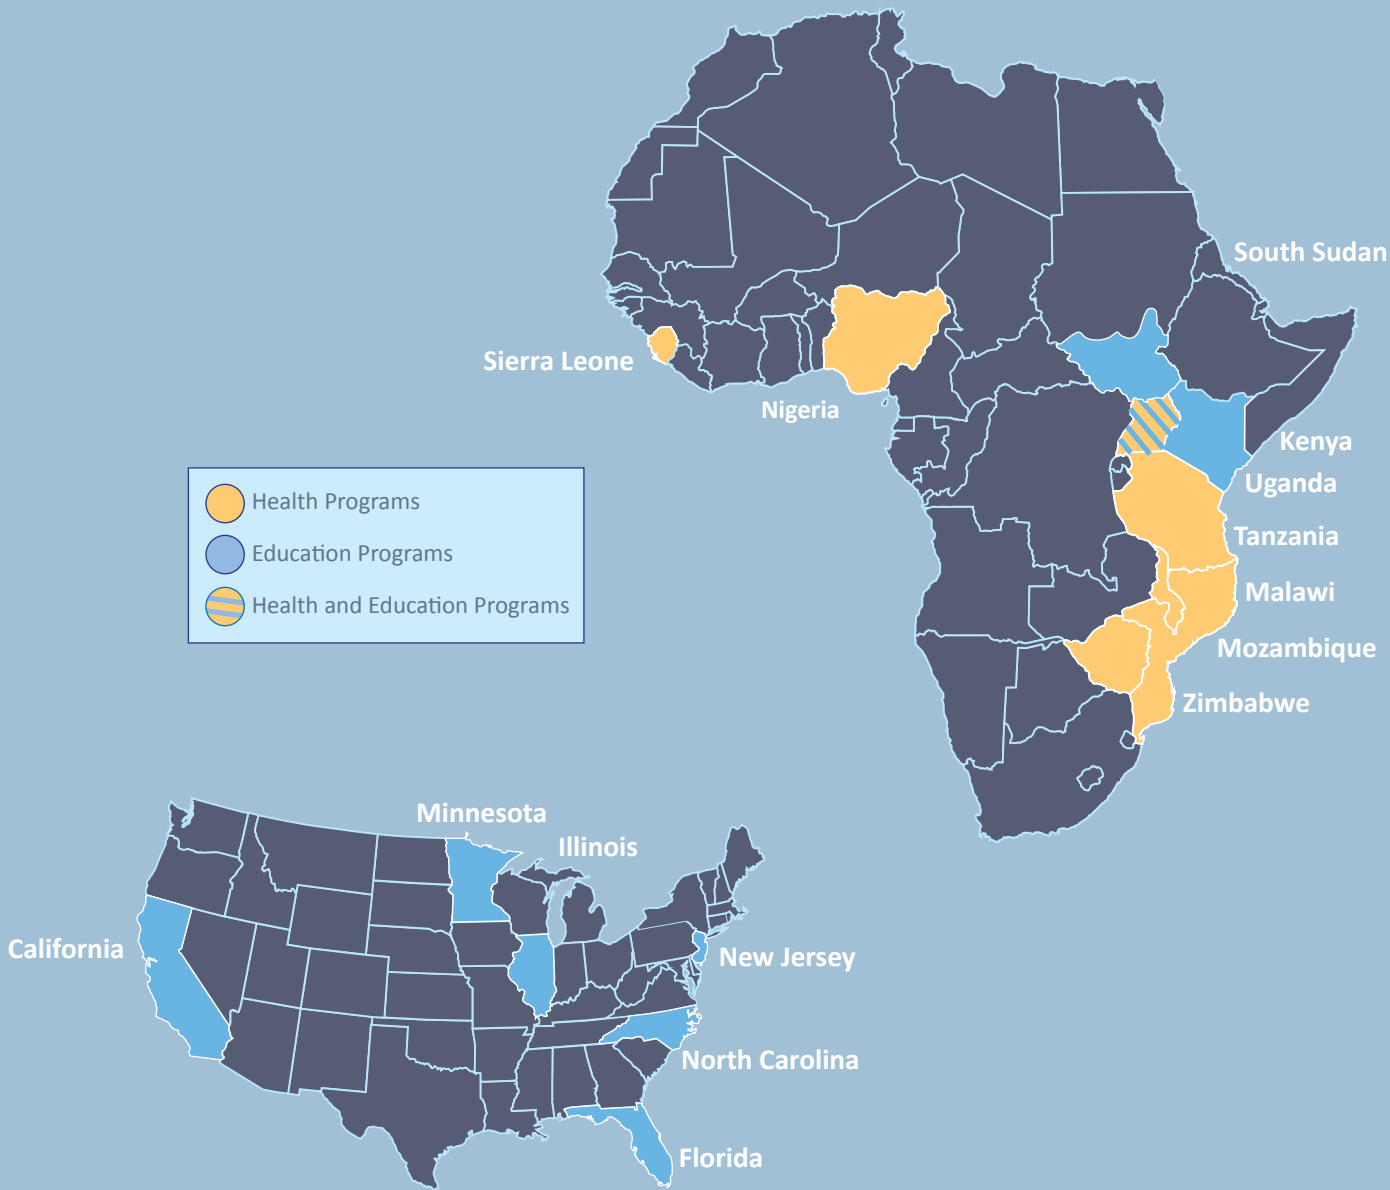 South Sudan
Sierra Leone
Nigeria
Kenya
Uganda
Tanzania
Malawi
Mozambique
Zimbabwe
Health Programs
Education Programs
Health and Education Programs
Minnesota
Illinois
California
New Jersey
North Carolina
Florida